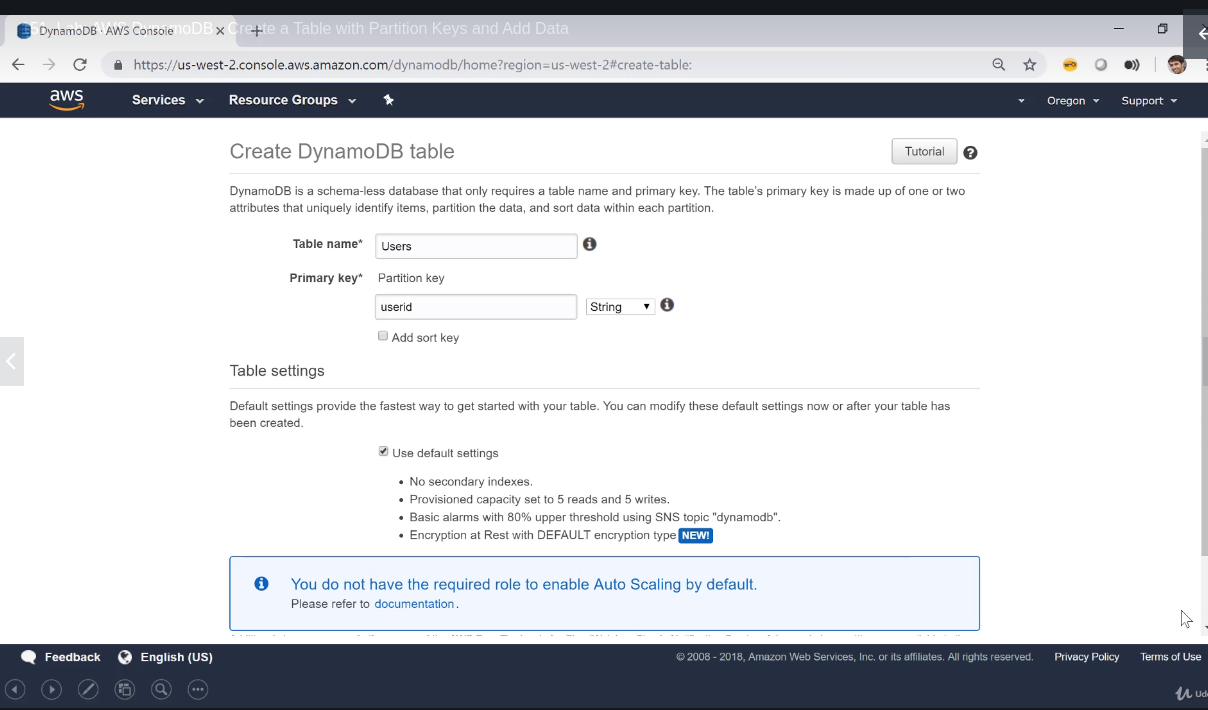 DynamoDB · AWS Console
Create a Table with Partition Keys and Add Data
https://us-west-2.console.aws.amazon.com/dynamodb/home?region=us-west-2#create-table:
aws Services Resource Groups Oregon Support
Create DynamoDB table
Tutorial
DynamoDB is a schema-less database that only requires a table name and primary key. The table's primary key is made up of one or two
attributes that uniquely identify items, partition the data, and sort data within each partition.
Table name* Users
Primary key* Partition key
userid String
Add sort key
Table settings
Default settings provide the fastest way to get started with your table. You can modify these default settings now or after your table has
been created.
Use default settings
• No secondary indexes.
• Provisioned capacity set to 5 reads and 5 writes.
• Basic alarms with 80% upper threshold using SNS topic "dynamodb".
• Encryption at Rest with DEFAULT encryption type NEW!
You do not have the required role to enable Auto Scaling by default.
Please refer to documentation.
Feedback English (US) © 2008 - 2018, Amazon Web Services, Inc. or its affiliates. All rights reserved. Privacy Policy Terms of Use